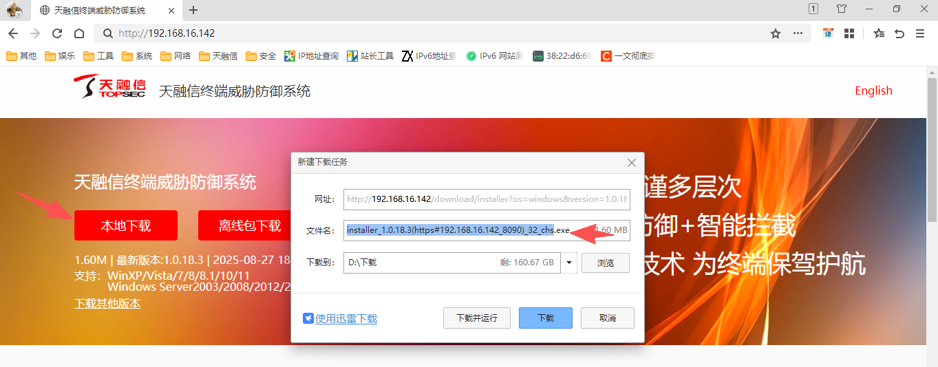 天融信终端威胁防御系统
1
http://192.168.16.142
其他 娱乐 工具 系统 网络 天融信 安全 IP地址查询 站长工具 IPv6地址查 IPv6 网站测 38:22:d6:69 一文彻底搞
天融信 TOPSEC 天融信终端威胁防御系统 English
天融信终端威胁防御系统
本地下载 离线包下载
1.60M | 最新版本:1.0.18.3 | 2025-08-27 18
支持: WinXP/Vista/7/8/8.1/10/11
Windows Server2003/2008/2012/2
下载其他版本
谨多层次
防御+智能拦截
技术 为终端保驾护航
新建下载任务
网址: http://192.168.16.142/download/installer?os=windows&version=1.0.18
文件名: installer_1.0.18.3(https#192.168.16.142_8090)_32_chs.exe 1.60 MB
下载到: D:\下载 剩: 160.67 GB 浏览
使用迅雷下载 下载并运行 下载 取消